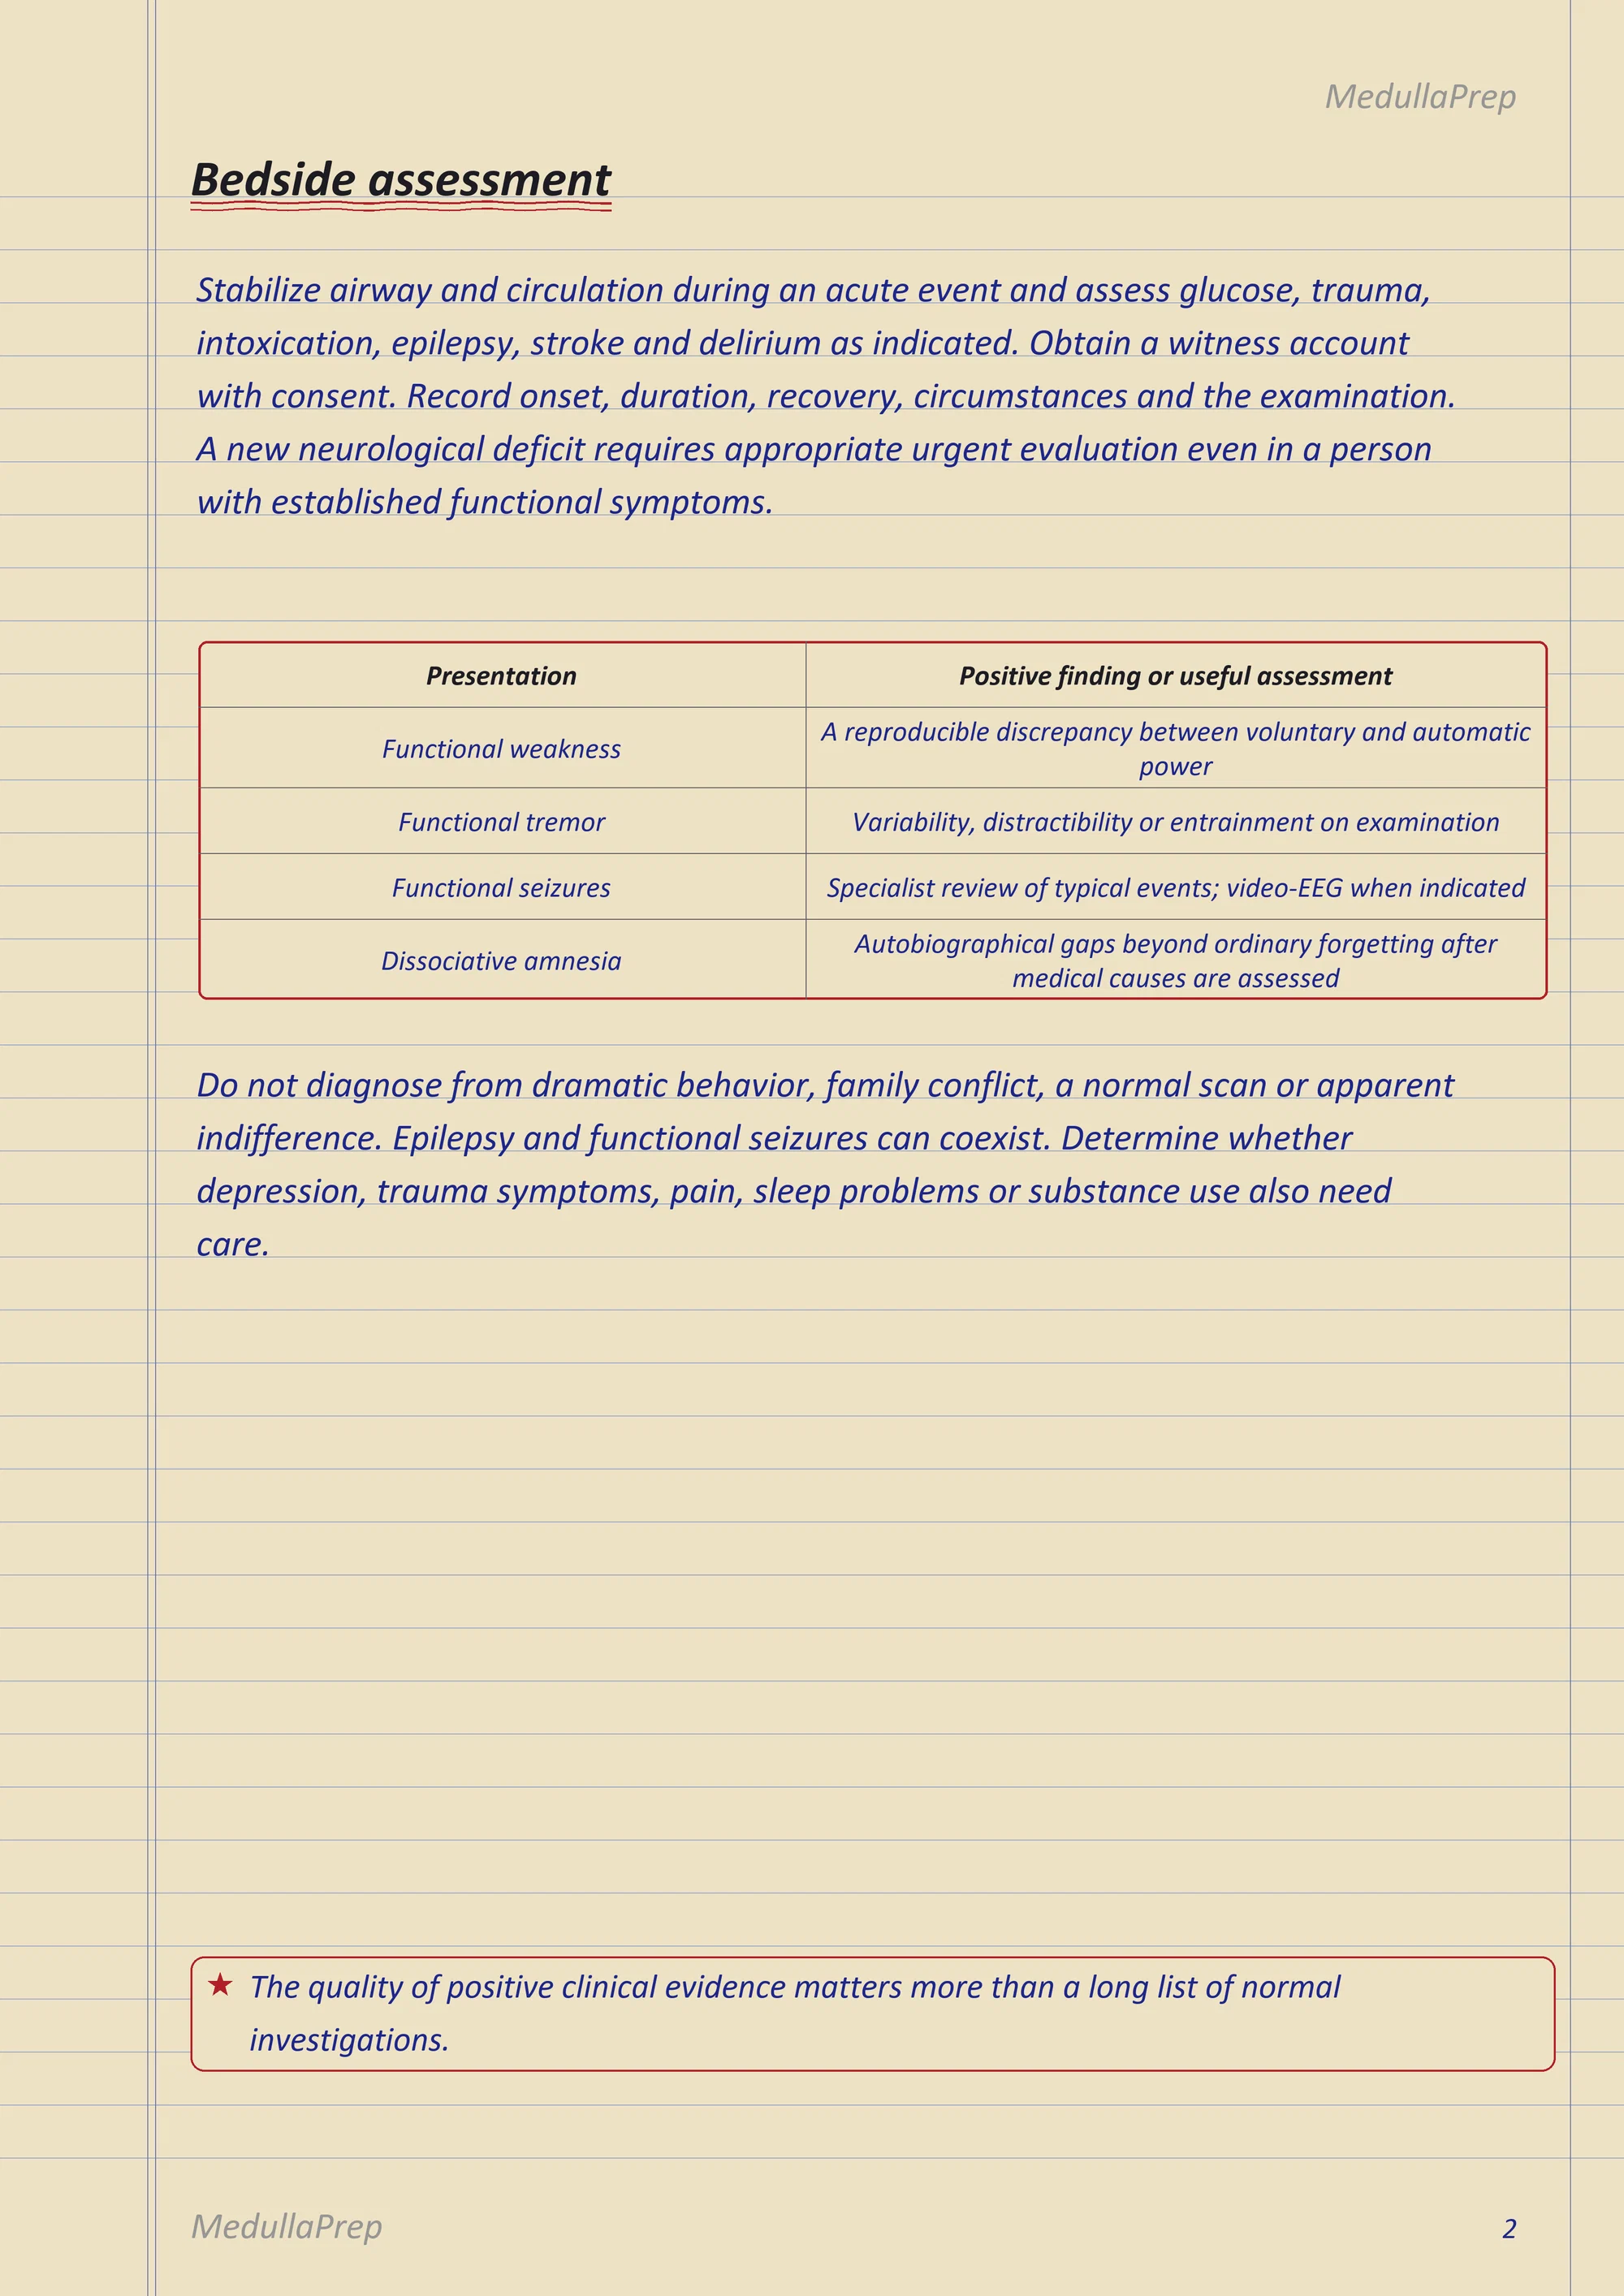 MedullaPrep
Bedside assessment
Stabilize airway and circulation during an acute event and assess glucose, trauma,
intoxication, epilepsy, stroke and delirium as indicated. Obtain a witness account
with consent. Record onset, duration, recovery, circumstances and the examination.
A new neurological deficit requires appropriate urgent evaluation even in a person
with established functional symptoms.
Presentation Positive finding or useful assessment
Functional weakness A reproducible discrepancy between voluntary and automatic
power
Functional tremor Variability, distractibility or entrainment on examination
Functional seizures Specialist review of typical events; video-EEG when indicated
Dissociative amnesia Autobiographical gaps beyond ordinary forgetting after
medical causes are assessed
Do not diagnose from dramatic behavior, family conflict, a normal scan or apparent
indifference. Epilepsy and functional seizures can coexist. Determine whether
depression, trauma symptoms, pain, sleep problems or substance use also need
care.
★ The quality of positive clinical evidence matters more than a long list of normal
investigations.
MedullaPrep 2